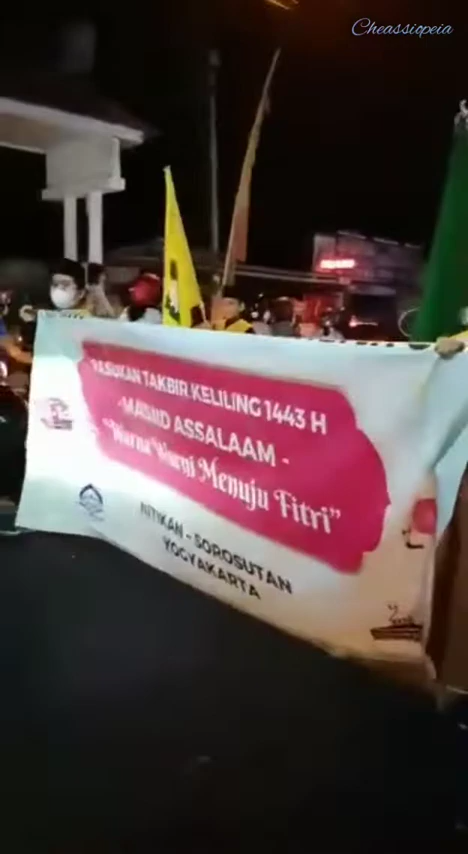 Cheassiopeia
PASUKAN TAKBIR KELILING 1443 H
- MASJID ASSALAAM -
"Warna Warni Menuju Fitri"
NITIKAN - SOROSUTAN
YOGYAKARTA